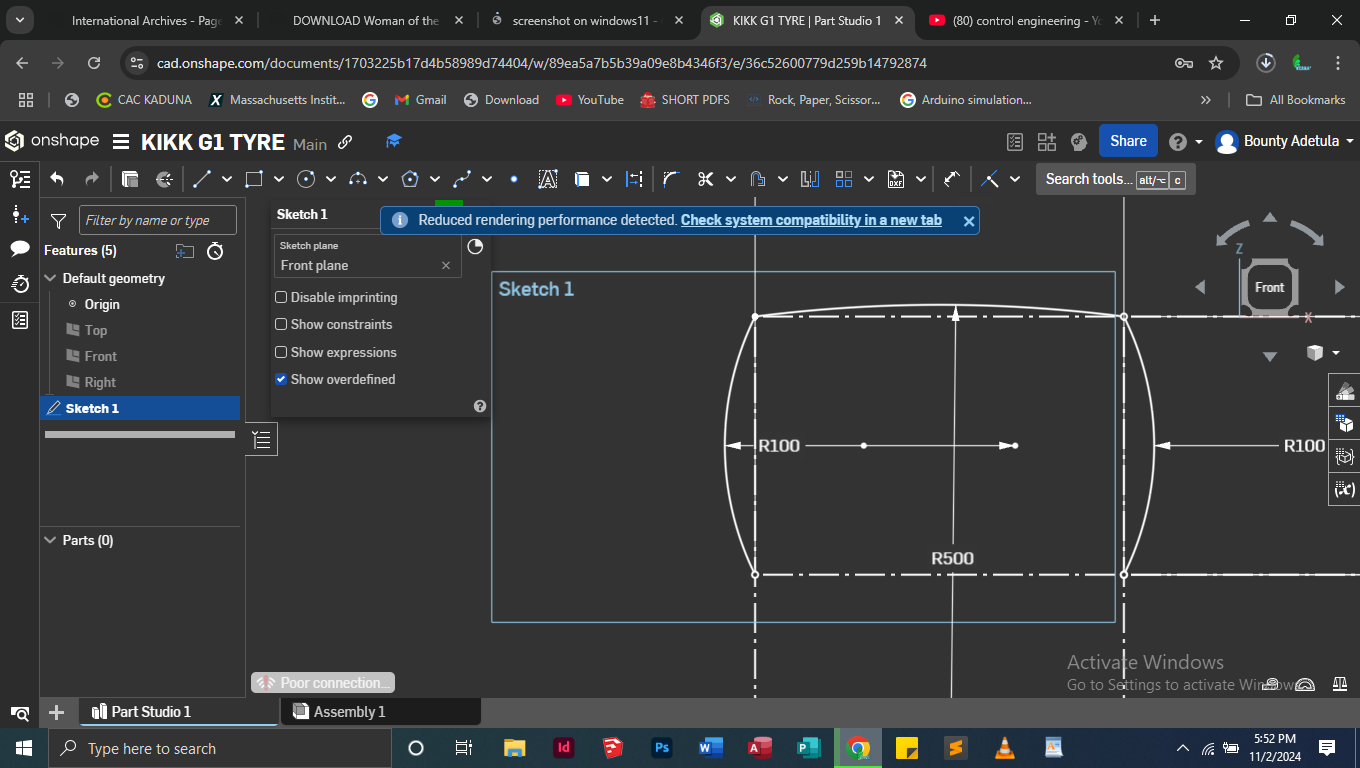 International Archives - Page
DOWNLOAD Woman of the
screenshot on windows11 -
KIKK G1 TYRE | Part Studio 1
(80) control engineering - Yo
cad.onshape.com/documents/1703225b17d4b58989d74404/w/89ea5a7b5b39a09e8b4346f3/e/36c52600779d259b14792874
CAC KADUNA
Massachusetts Instit...
Gmail
Download
YouTube
SHORT PDFS
Rock, Paper, Scissor...
Arduino simulation...
All Bookmarks
onshape
KIKK G1 TYRE
Main
Share
Bounty Adetula
Search tools... alt/⌥ c
Filter by name or type
Sketch 1
Reduced rendering performance detected. Check system compatibility in a new tab
Features (5)
Sketch plane
Front plane
Default geometry
Origin
Top
Front
Right
Sketch 1
Disable imprinting
Show constraints
Show expressions
Show overdefined
Sketch 1
Z
Front
X
R100
R100
R500
Parts (0)
Activate Windows
Go to Settings to activate Windows.
Poor connection...
Part Studio 1
Assembly 1
Type here to search
5:52 PM
11/2/2024